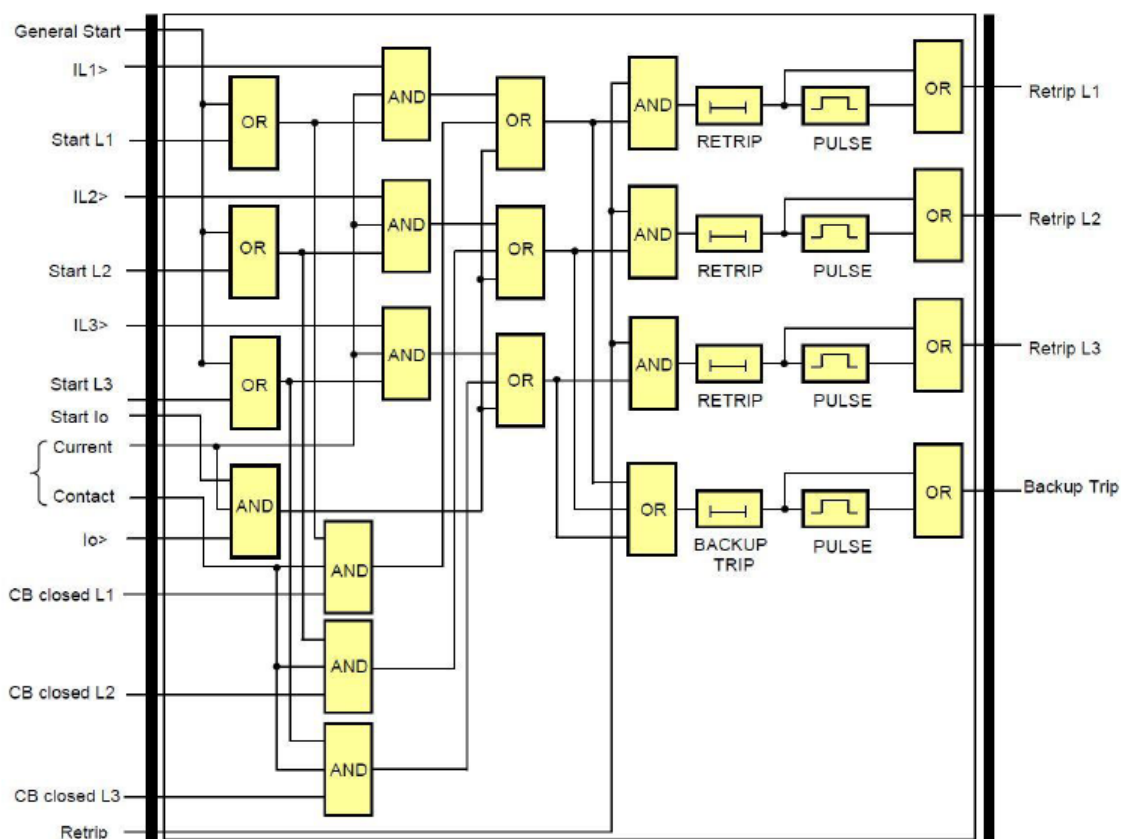 General Start
IL1>
Start L1
IL2>
Start L2
IL3>
Start L3
Start Io
Current
Contact
Io>
CB closed L1
CB closed L2
CB closed L3
Retrip
OR
OR
OR
AND
AND
AND
AND
AND
AND
AND
OR
OR
OR
AND
RETRIP
PULSE
OR
Retrip L1
AND
RETRIP
PULSE
OR
Retrip L2
AND
RETRIP
PULSE
OR
Retrip L3
OR
BACKUP
TRIP
PULSE
OR
Backup Trip